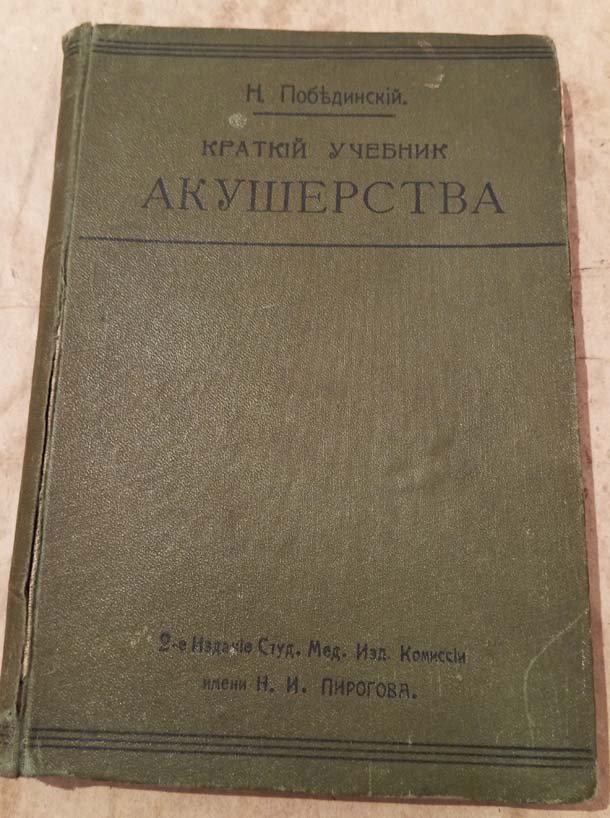 Н. Побѣдинскій.
КРАТКІЙ УЧЕБНИК
АКУШЕРСТВА
2-е Изданіе Студ. Мед. Изд. Комиссіи
имени Н. И. ПИРОГОВА.